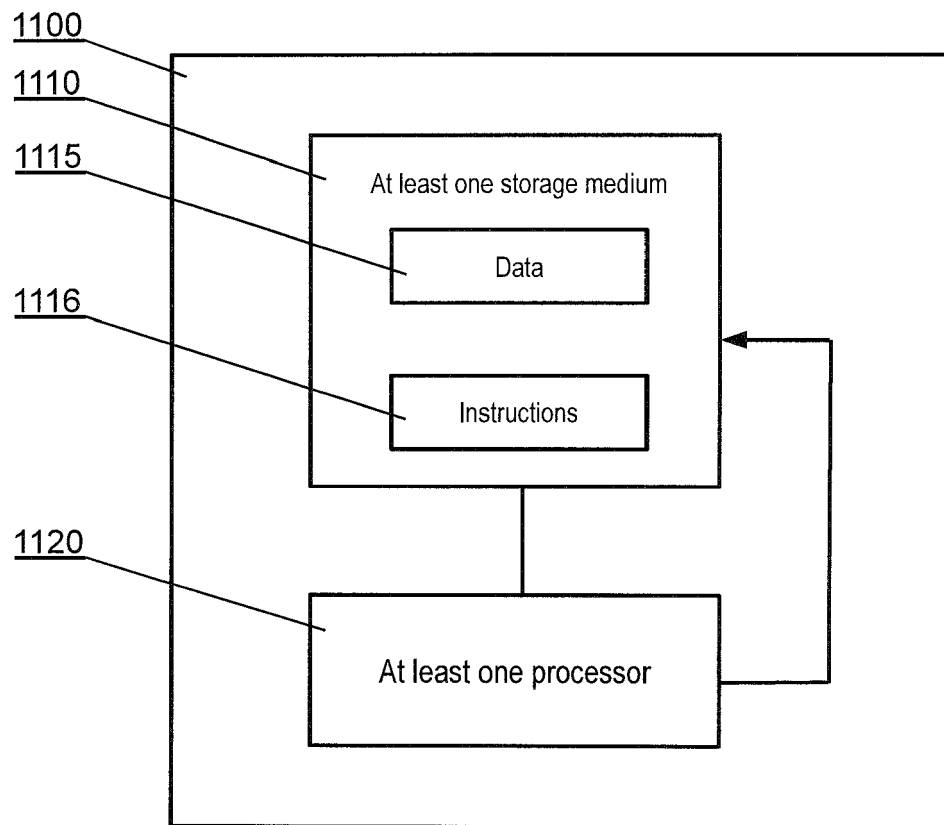 1100
1110
At least one storage medium
1115
Data
1116
Instructions
1120
At least one processor